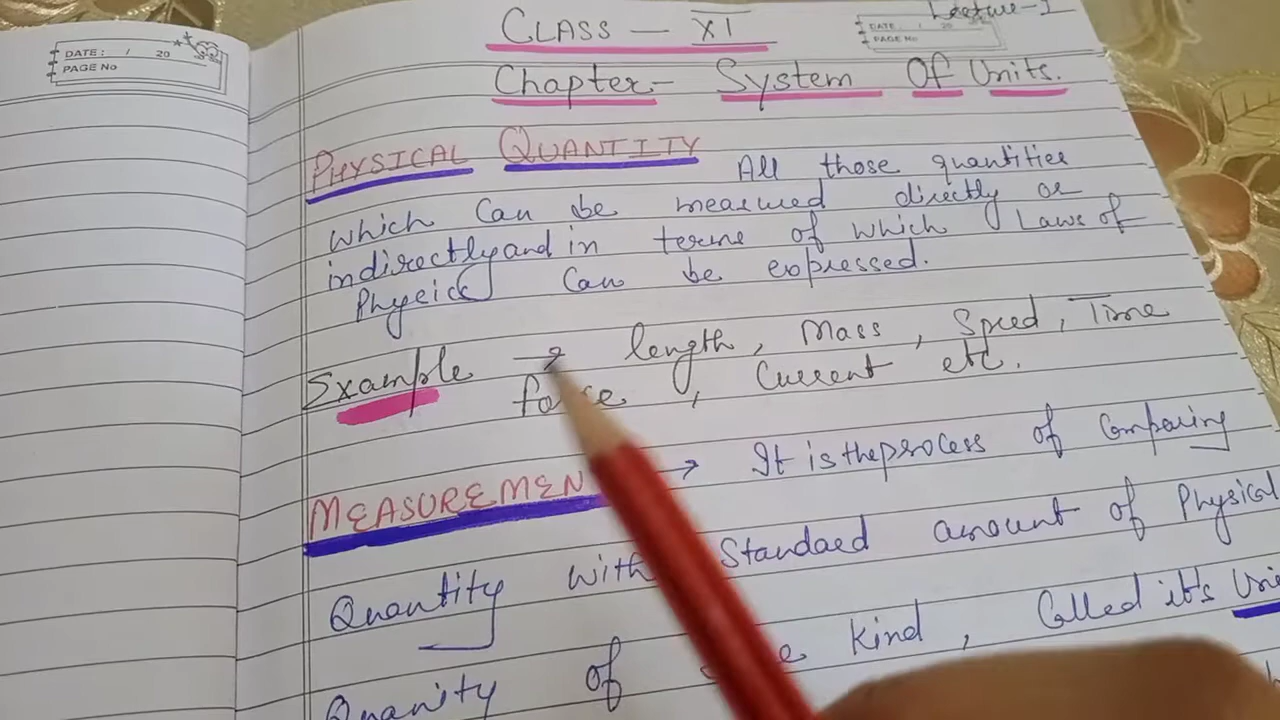 DATE: / 20
PAGE No
Lecture-1
DATE: / 20
PAGE No
CLASS — XI
Chapter- System Of Units.
PHYSICAL QUANTITY All those quantities
which Can be measured directly or
indirectly and in terms of which Laws of
Physics Can be expressed.
Example → length, Mass, Speed, Time
force, Current etc.
MEASUREMEN → It is the process of Comparing
Quantity with Standard amount of Physical
Quanity of Kind, Called it's